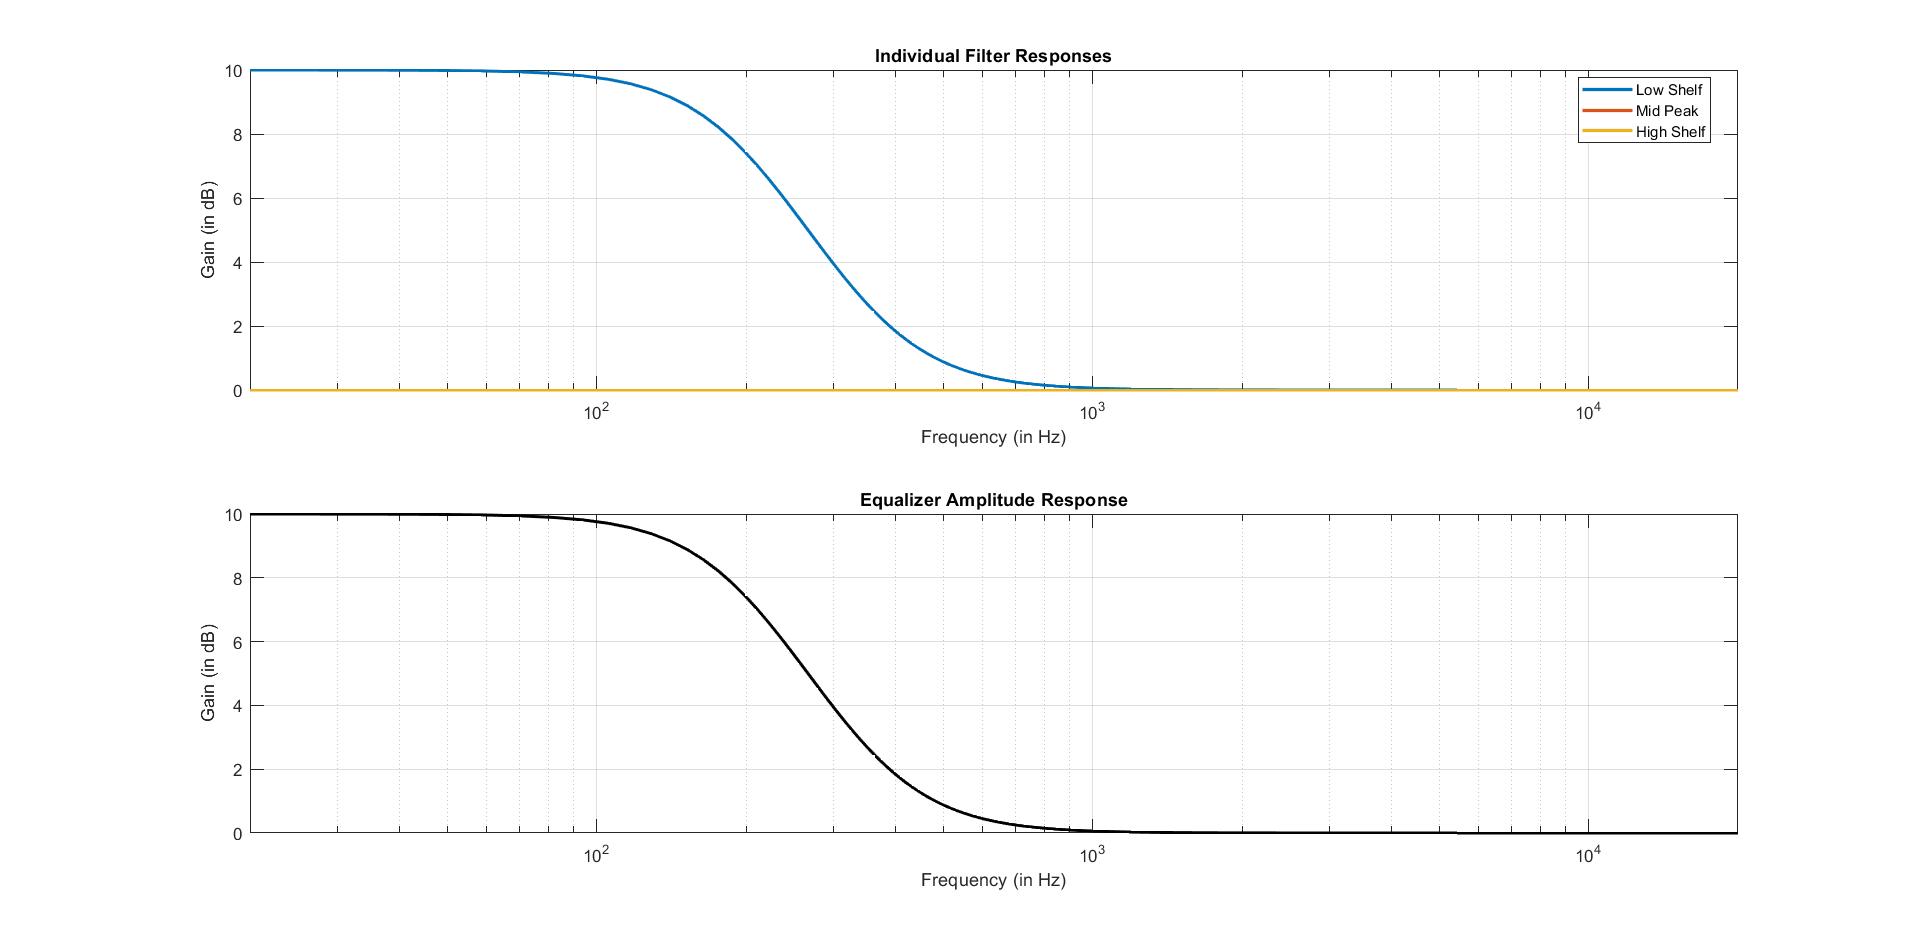 Individual Filter Responses
10
8
6
4
2
0
Gain (in dB)
Low Shelf
Mid Peak
High Shelf
10² 10³ 10⁴
Frequency (in Hz)
Equalizer Amplitude Response
10
8
6
4
2
0
Gain (in dB)
10² 10³ 10⁴
Frequency (in Hz)